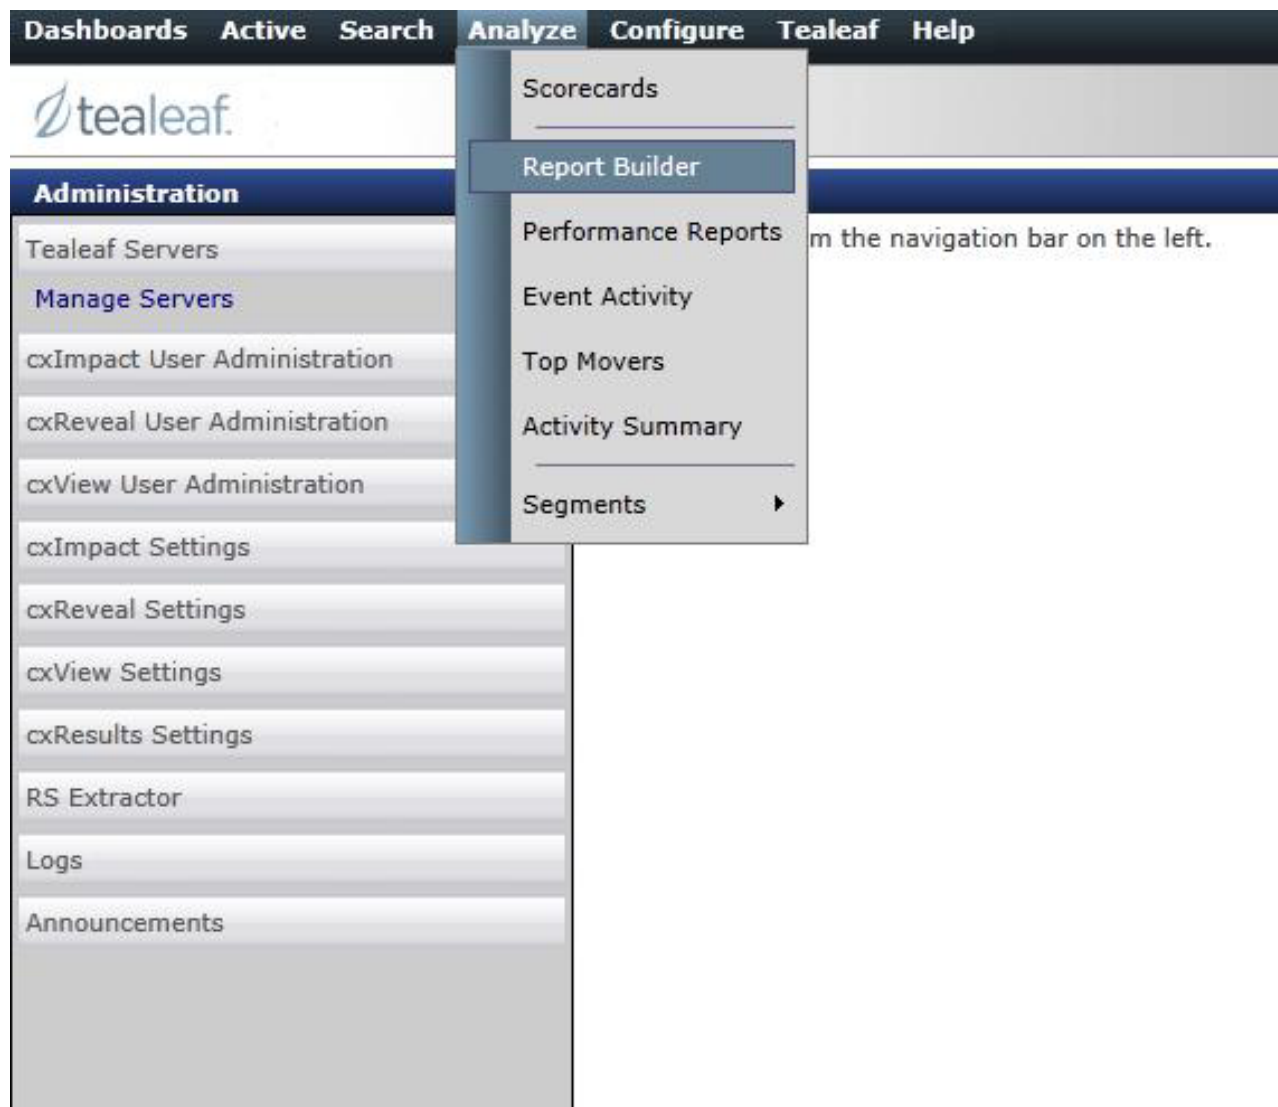 Dashboards Active Search Analyze Configure Tealeaf Help
tealeaf.
Scorecards
Report Builder
Performance Reports
Event Activity
Top Movers
Activity Summary
Segments
Administration
m the navigation bar on the left.
Tealeaf Servers
Manage Servers
cxImpact User Administration
cxReveal User Administration
cxView User Administration
cxImpact Settings
cxReveal Settings
cxView Settings
cxResults Settings
RS Extractor
Logs
Announcements